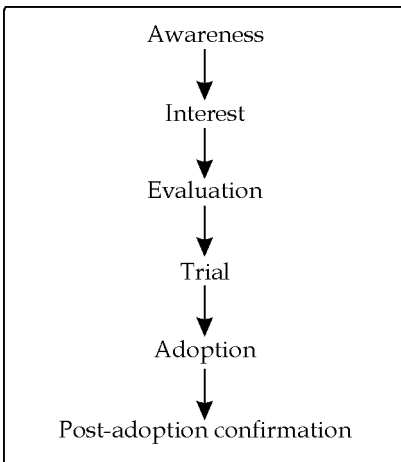 Awareness
Interest
Evaluation
Trial
Adoption
Post-adoption confirmation